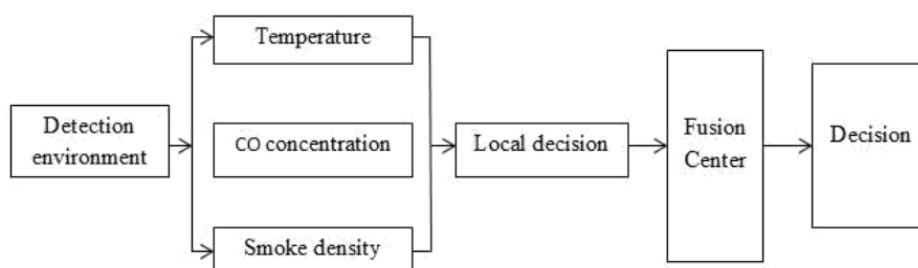 Temperature
Detection
environment
CO concentration
Smoke density
Local decision
Fusion
Center
Decision